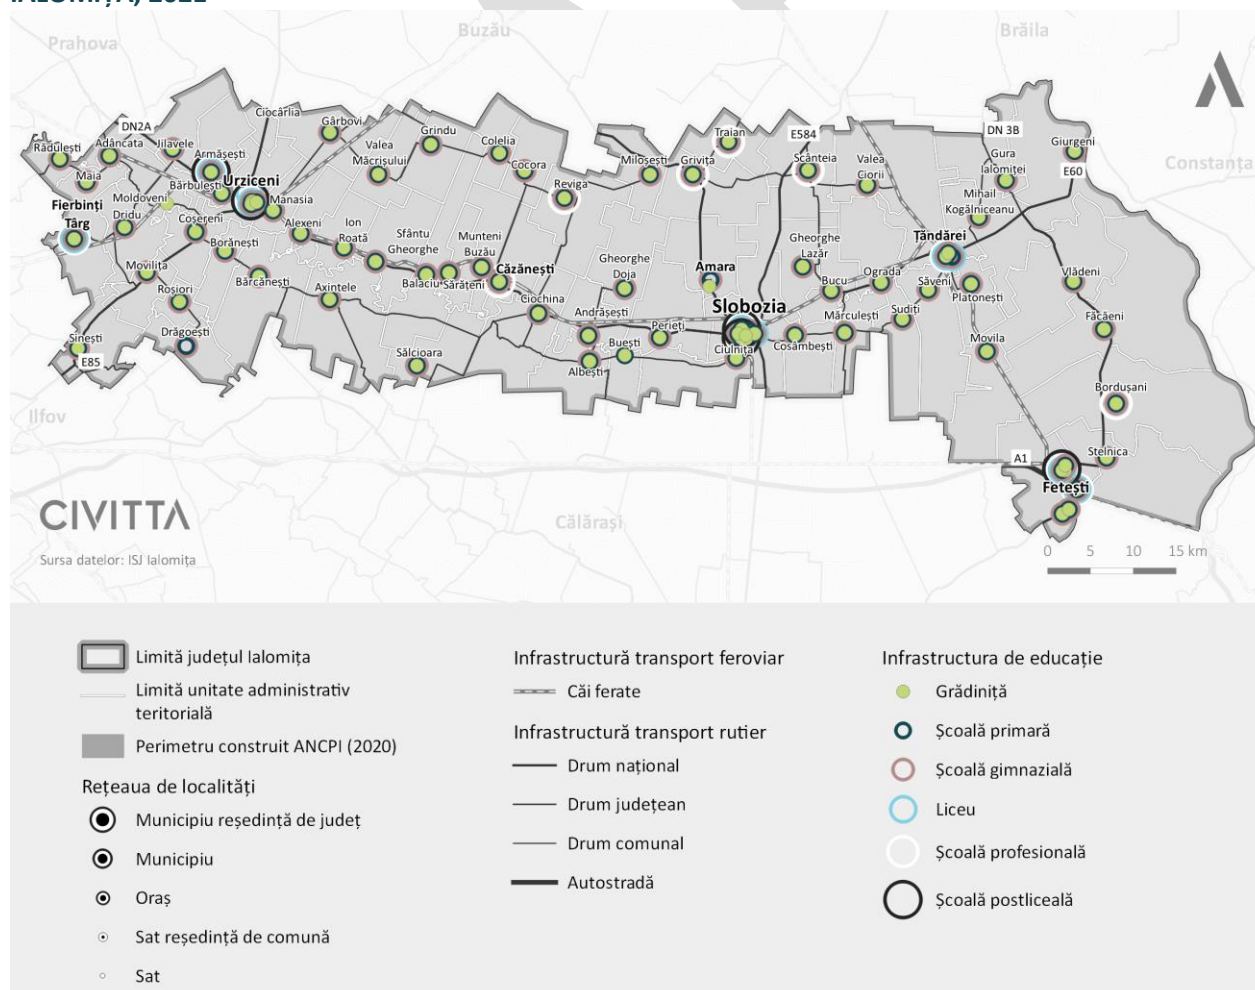 IALOMIȚA, 2021
Prahova
Buzău
Brăila
Constanța
Ilfov
Călărași
DN2A
Ciocârlia
Gârbovi
Grindu
Colelia
Traian
E584
DN 3B
Giurgeni
Rădulești
Adâncata
Jilavele
Armășești
Valea
Măcrișului
Cocora
Miloșești
Grivița
Scânteia
Valea
Ciorii
Gura
Ialomiței
E60
Maia
Bărbulești
Urziceni
Reviga
Mihail
Kogălniceanu
Fierbinți
Târg
Moldoveni
Dridu
Coșereni
Manasia
Alexeni
Ion
Roată
Sfântu
Gheorghe
Munteni
Buzău
Țăndărei
Borănești
Movilița
Bărcănești
Balaciu
Sărățeni
Căzănești
Gheorghe
Doja
Amara
Gheorghe
Lazăr
Bucu
Ograda
Săveni
Platonești
Vlădeni
Roșiori
Axintele
Ciochina
Andrășești
Slobozia
Mărculești
Sudiți
Făcăeni
Sinești
E85
Drăgoești
Sălcioara
Albești
Buești
Perieți
Ciulnița
Cosâmbești
Movila
Bordușani
A1
Stelnica
Fetești
CIVITTA
Sursa datelor: ISJ Ialomița
0 5 10 15 km
Limită județul Ialomița
Limită unitate administrativ
teritorială
Perimetru construit ANCPI (2020)
Rețeaua de localități
Municipiu reședință de județ
Municipiu
Oraș
Sat reședință de comună
Sat
Infrastructură transport feroviar
Căi ferate
Infrastructură transport rutier
Drum național
Drum județean
Drum comunal
Autostradă
Infrastructura de educație
Grădiniță
Școală primară
Școală gimnazială
Liceu
Școală profesională
Școală postliceală